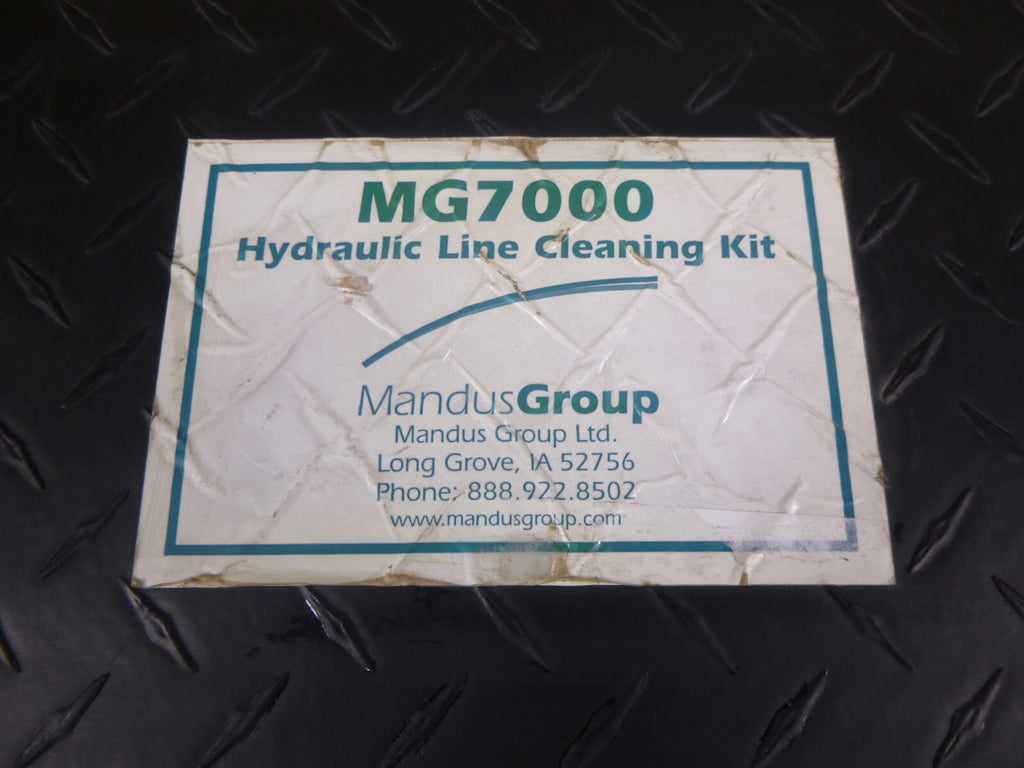 MG7000
Hydraulic Line Cleaning Kit
MandusGroup
Mandus Group Ltd.
Long Grove, IA 52756
Phone: 888.922.8502
www.mandusgroup.com